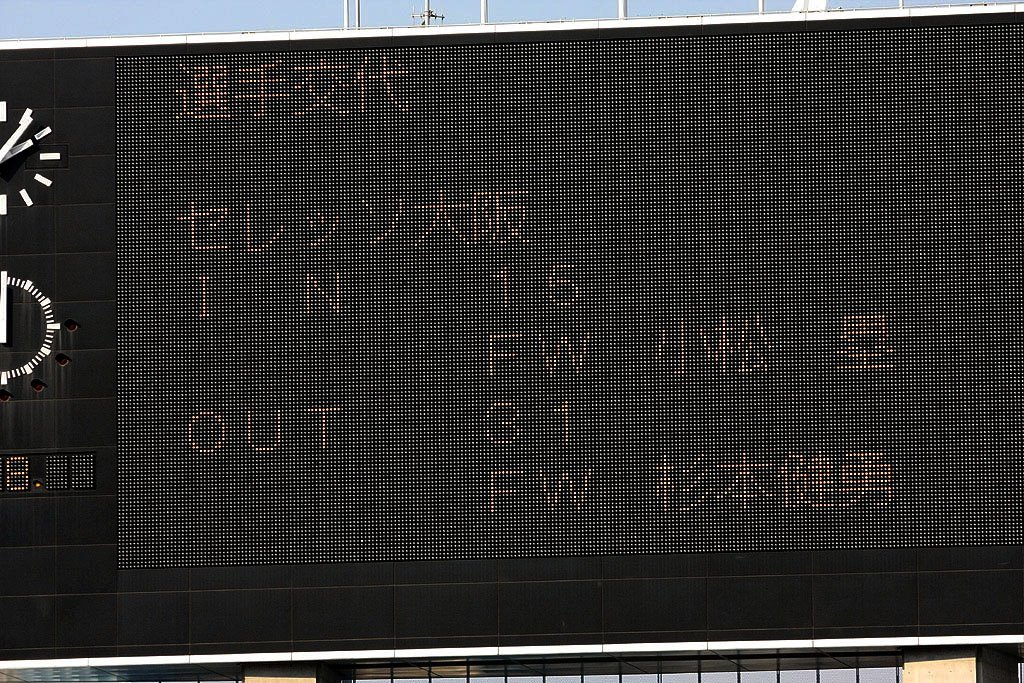 選手交代
セレッソ大阪
IN 15
FW 小松 塁
OUT 31
FW 杉本健勇
8